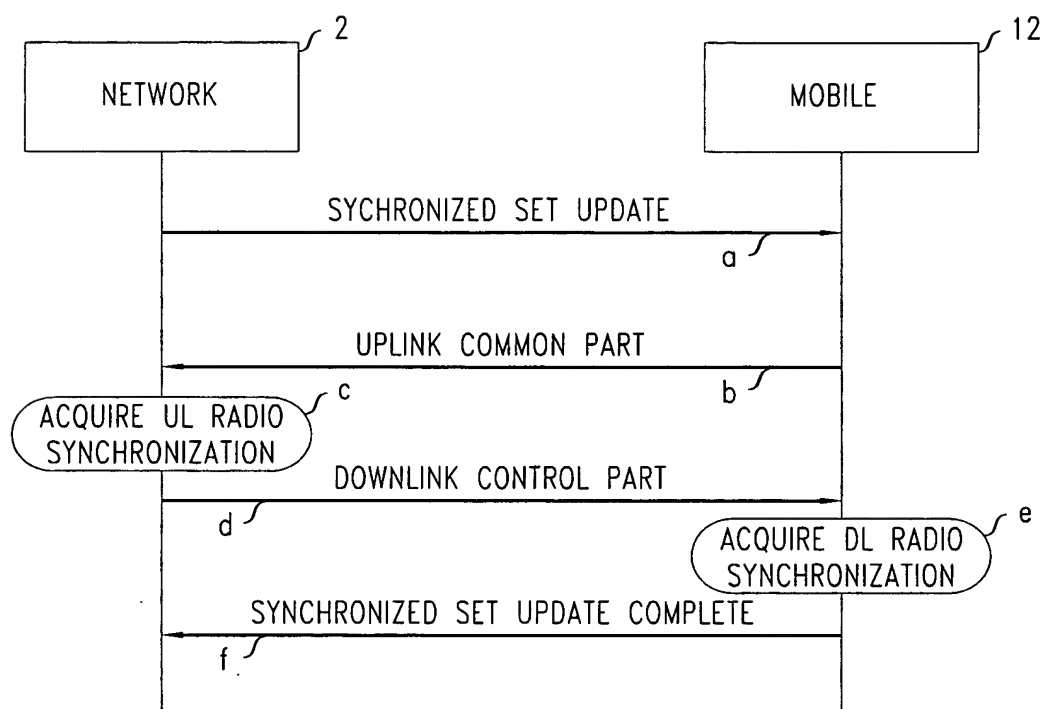 2
12
NETWORK
MOBILE
SYCHRONIZED SET UPDATE
a
UPLINK COMMON PART
b
c
ACQUIRE UL RADIO
SYNCHRONIZATION
DOWNLINK CONTROL PART
d
e
ACQUIRE DL RADIO
SYNCHRONIZATION
SYNCHRONIZED SET UPDATE COMPLETE
f